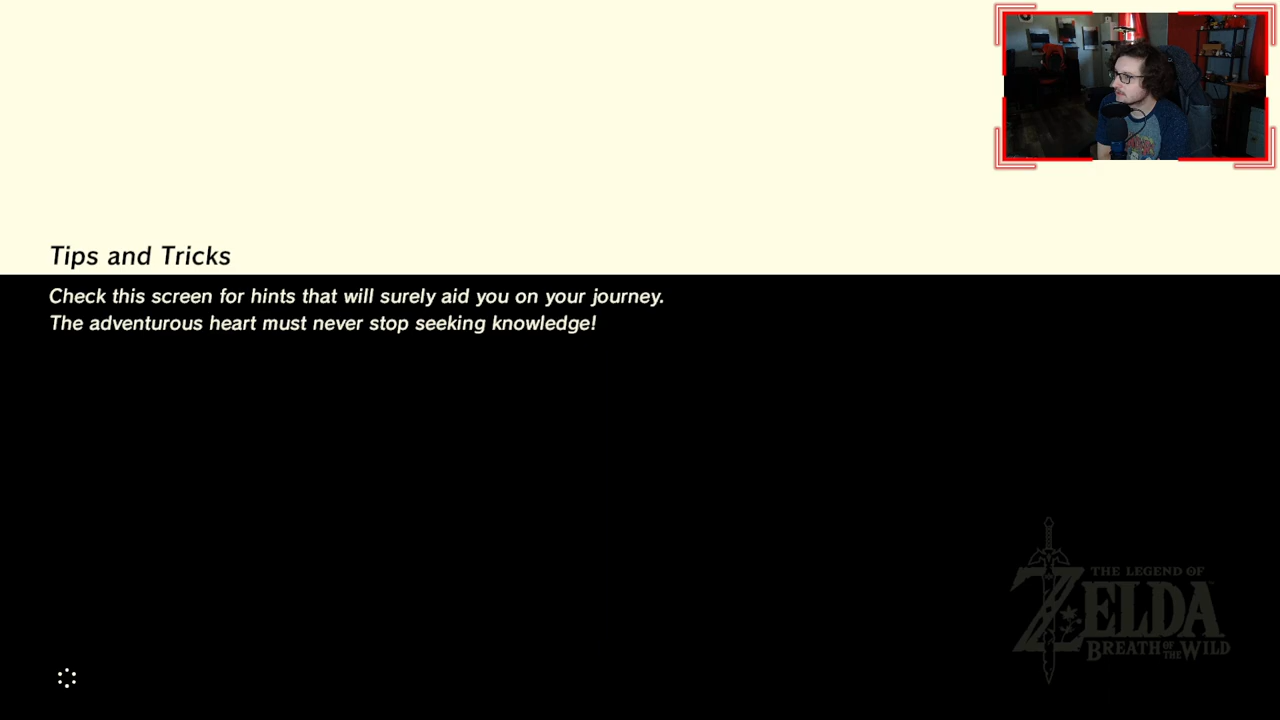 Tips and Tricks
Check this screen for hints that will surely aid you on your journey.
The adventurous heart must never stop seeking knowledge!
THE LEGEND OF
ZELDA
BREATH OF THE WILD